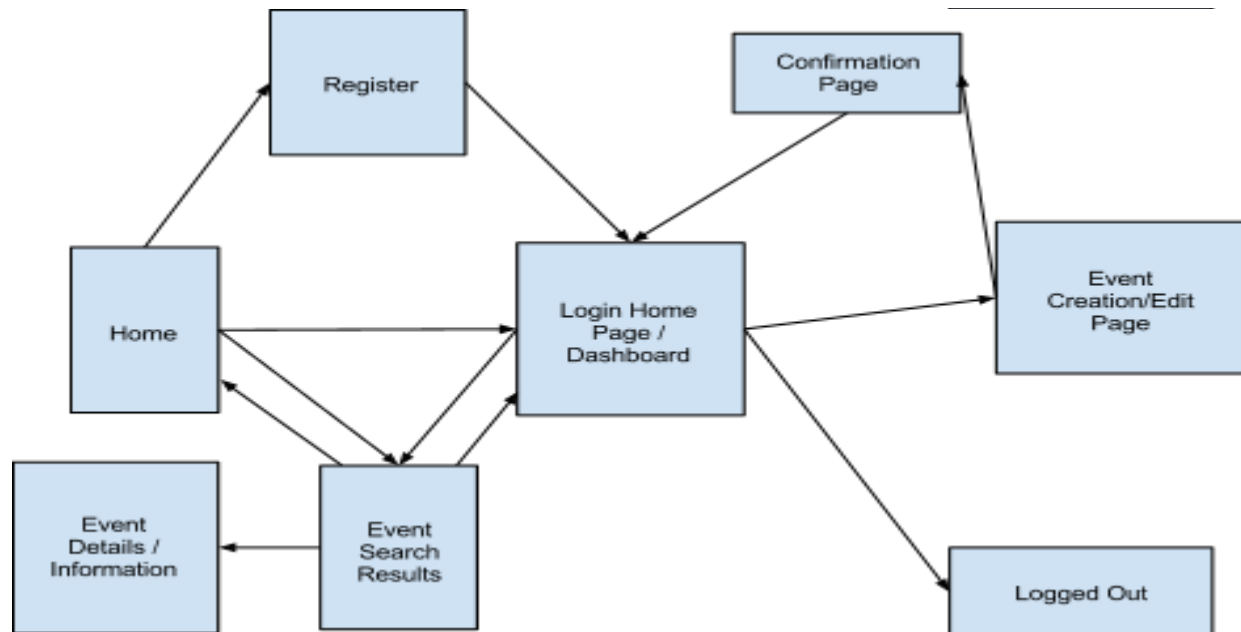 Register
Confirmation
Page
Home
Login Home
Page /
Dashboard
Event
Creation/Edit
Page
Event
Details /
Information
Event
Search
Results
Logged Out